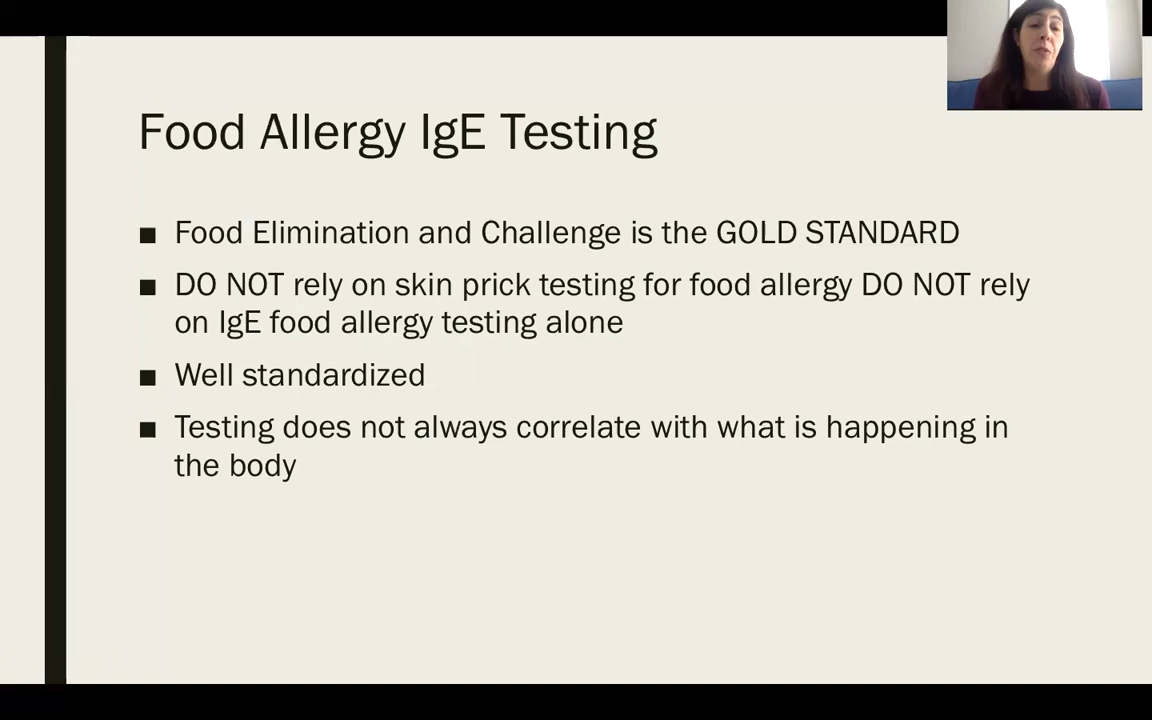 Food Allergy IgE Testing
■ Food Elimination and Challenge is the GOLD STANDARD
■ DO NOT rely on skin prick testing for food allergy DO NOT rely
on IgE food allergy testing alone
■ Well standardized
■ Testing does not always correlate with what is happening in
the body